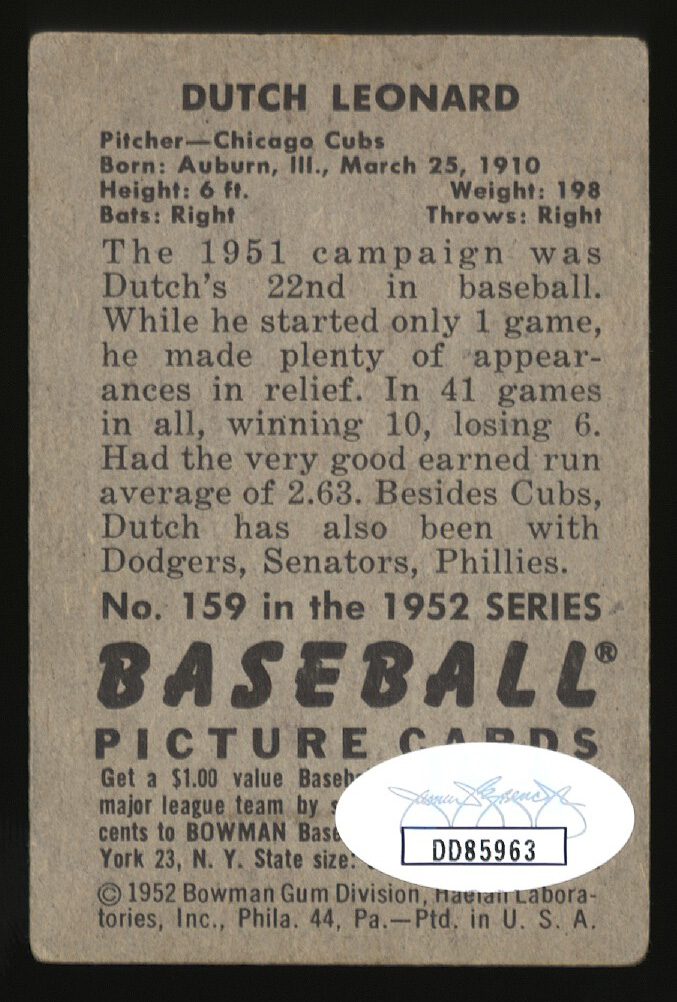 DUTCH LEONARD
Pitcher—Chicago Cubs
Born: Auburn, Ill., March 25, 1910
Height: 6 ft. Weight: 198
Bats: Right Throws: Right
The 1951 campaign was
Dutch's 22nd in baseball.
While he started only 1 game,
he made plenty of appear-
ances in relief. In 41 games
in all, winning 10, losing 6.
Had the very good earned run
average of 2.63. Besides Cubs,
Dutch has also been with
Dodgers, Senators, Phillies.
No. 159 in the 1952 SERIES
BASEBALL®
PICTURE CARDS
Get a $1.00 value
major league team by
cents to BOWMAN
York 23, N. Y. State size:
DD85963
© 1952 Bowman Gum Division, Haelan Labora-
tories, Inc., Phila. 44, Pa.—Ptd. in U. S. A.